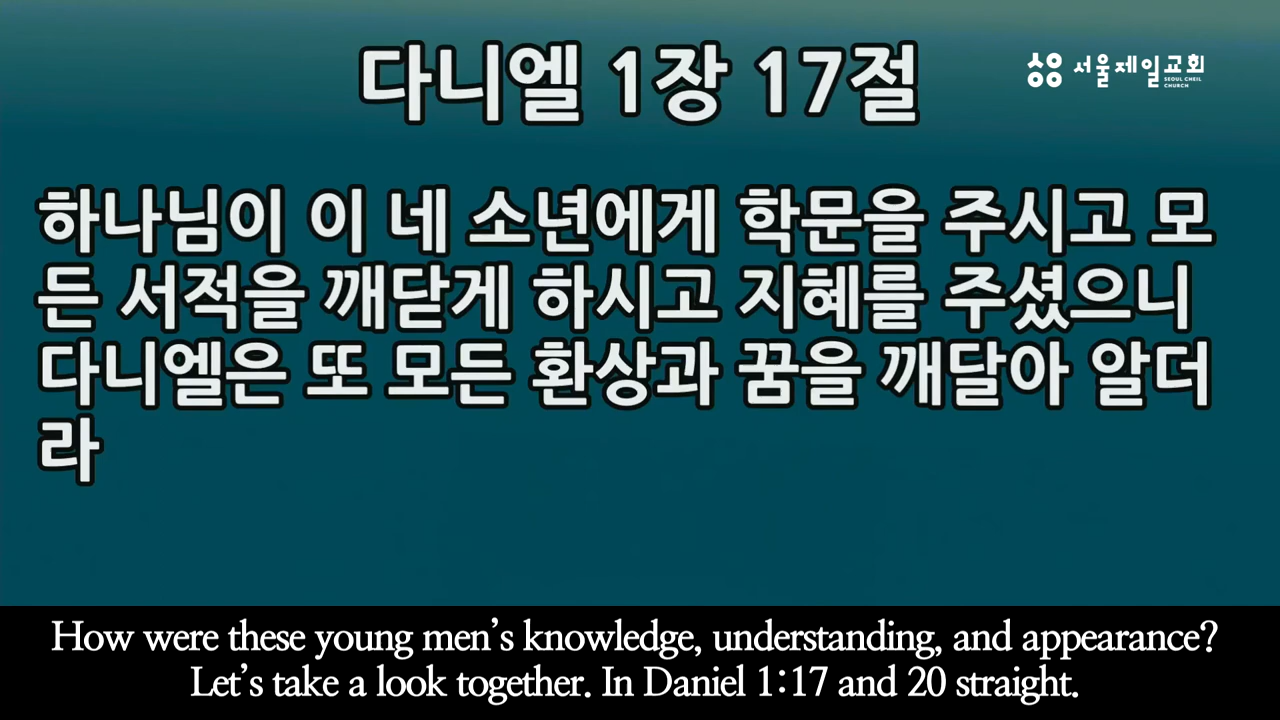 다니엘 1장 17절
서울제일교회
SEOUL CHEIL
CHURCH
하나님이 이 네 소년에게 학문을 주시고 모
든 서적을 깨닫게 하시고 지혜를 주셨으니
다니엘은 또 모든 환상과 꿈을 깨달아 알더
라
How were these young men’s knowledge, understanding, and appearance?
Let’s take a look together. In Daniel 1:17 and 20 straight.